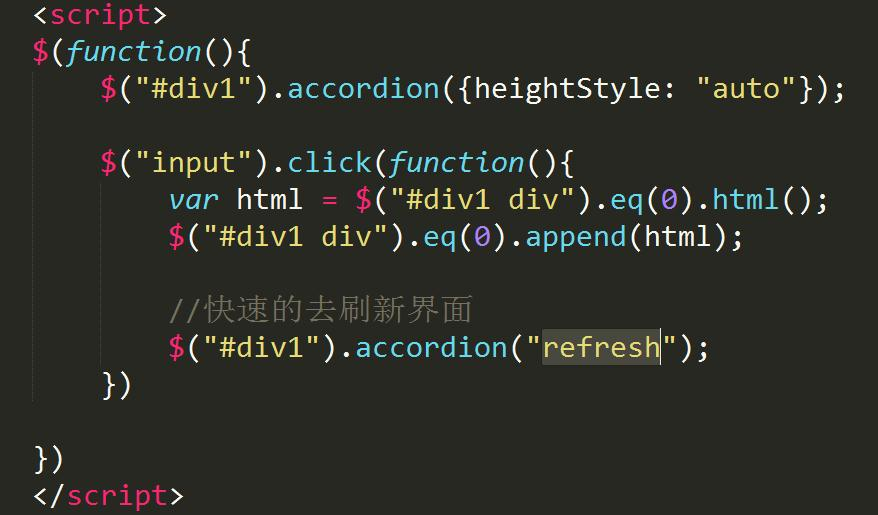 <script>
$(function(){
$("#div1").accordion({heightStyle: "auto"});
$("input").click(function(){
var html = $("#div1 div").eq(0).html();
$("#div1 div").eq(0).append(html);
//快速的去刷新界面
$("#div1").accordion("refresh");
})
})
</script>